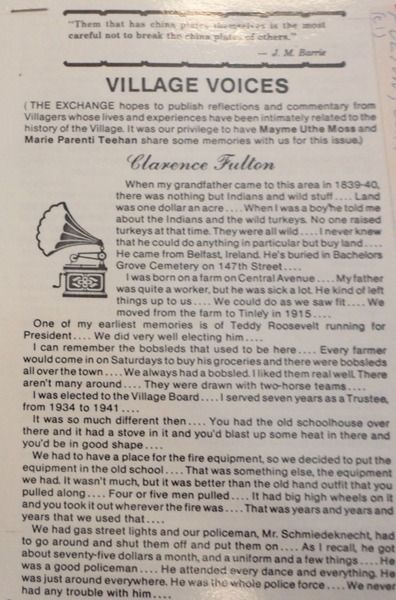 "Them that has china plates themselves is the most
careful not to break the china plates of others."
— J. M. Barrie
VILLAGE VOICES
( THE EXCHANGE hopes to publish reflections and commentary from
Villagers whose lives and experiences have been intimately related to the
history of the Village. It was our privilege to have Mayme Uthe Moss and
Marie Parenti Teehan share some memories with us for this issue.)
Clarence Fulton
When my grandfather came to this area in 1839-40,
there was nothing but Indians and wild stuff.... Land
was one dollar an acre.... When I was a boy he told me
about the Indians and the wild turkeys. No one raised
turkeys at that time. They were all wild.... I never knew
that he could do anything in particular but buy land....
He came from Belfast, Ireland. He's buried in Bachelors
Grove Cemetery on 147th Street....
I was born on a farm on Central Avenue.... My father
was quite a worker, but he was sick a lot. He kind of left
things up to us.... We could do as we saw fit.... We
moved from the farm to Tinley in 1915....
One of my earliest memories is of Teddy Roosevelt running for
President.... We did very well electing him....
I can remember the bobsleds that used to be here.... Every farmer
would come in on Saturdays to buy his groceries and there were bobsleds
all over the town.... We always had a bobsled. I liked them real well. There
aren't many around.... They were drawn with two-horse teams....
I was elected to the Village Board.... I served seven years as a Trustee,
from 1934 to 1941....
It was so much different then.... You had the old schoolhouse over
there and it had a stove in it and you'd blast up some heat in there and
you'd be in good shape....
We had to have a place for the fire equipment, so we decided to put the
equipment in the old school.... That was something else, the equipment
we had. It wasn't much, but it was better than the old hand outfit that you
pulled along.... Four or five men pulled.... It had big high wheels on it
and you took it out wherever the fire was.... That was years and years and
years that we used that....
We had gas street lights and our policeman, Mr. Schmiedeknecht, had
to go around and shut them off and put them on.... As I recall, he got
about seventy-five dollars a month, and a uniform and a few things.... He
was a good policeman.... He attended every dance and everything. He
was just around everywhere. He was the whole police force.... We never
had any trouble with him....